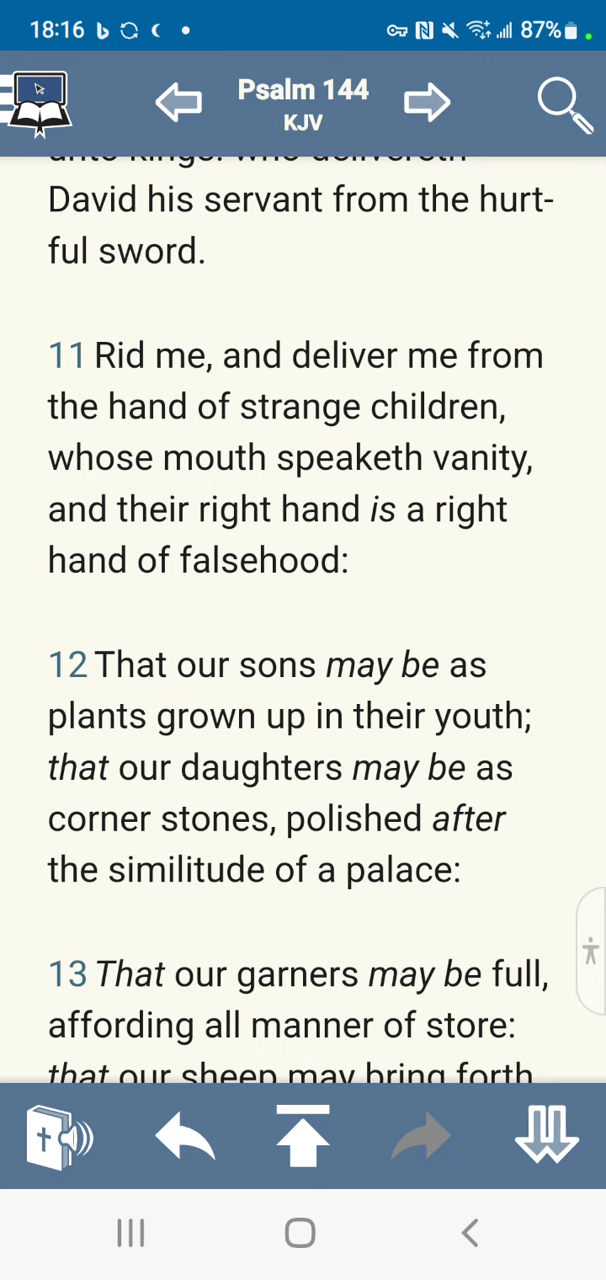 18:16 87%
Psalm 144
KJV
unto kings: who delivereth
David his servant from the hurt-
ful sword.
11 Rid me, and deliver me from
the hand of strange children,
whose mouth speaketh vanity,
and their right hand is a right
hand of falsehood:
12 That our sons may be as
plants grown up in their youth;
that our daughters may be as
corner stones, polished after
the similitude of a palace:
13 That our garners may be full,
affording all manner of store:
that our sheep may bring forth